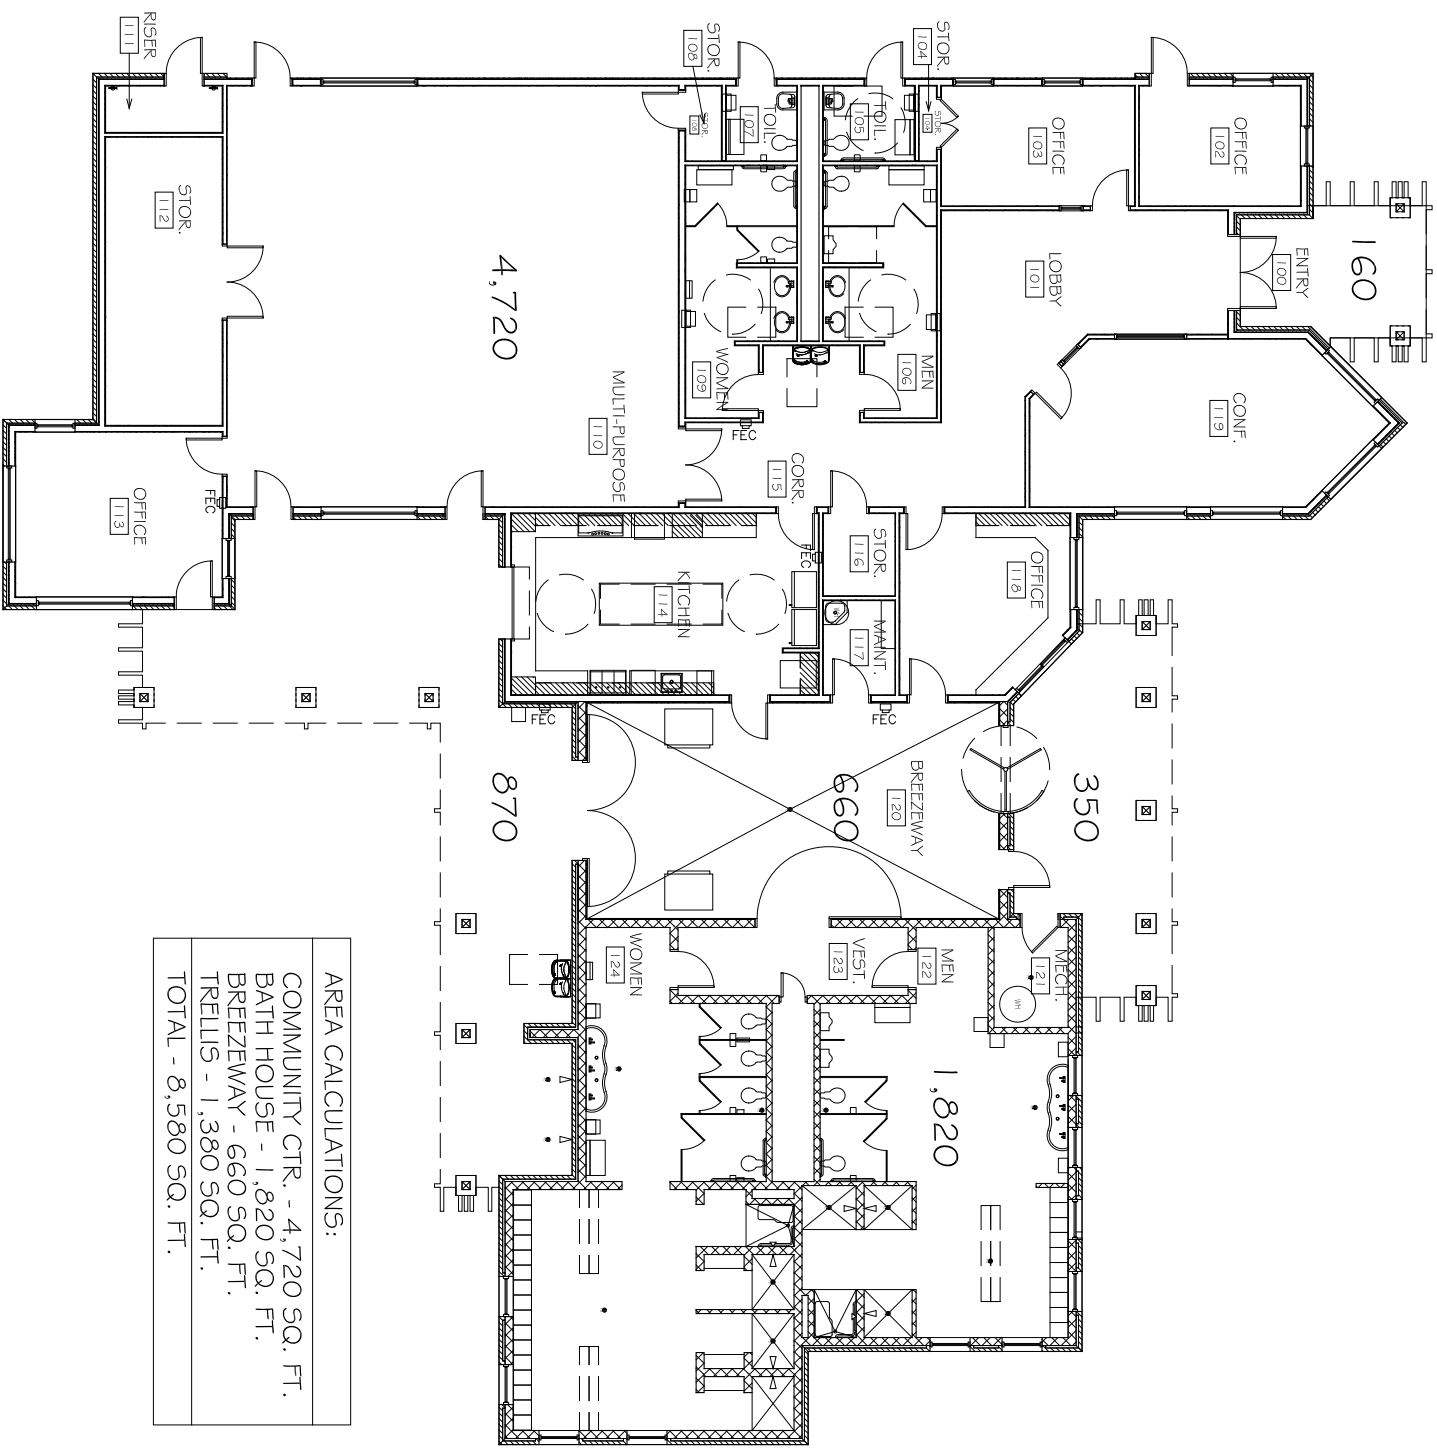 RISER
111
STOR.
108
STOR.
104
STOR.
112
TOIL.
107
TOIL.
105
STOR.
108
STOR.
104
OFFICE
103
OFFICE
102
160
ENTRY
100
LOBBY
101
4,720
MULTI-PURPOSE
110
WOMEN
109
MEN
106
FEC
CONF.
119
CORR.
115
OFFICE
113
FEC
KITCHEN
114
FEC
STOR.
116
MAINT.
117
OFFICE
118
FEC
FEC
870
660
BREEZEWAY
120
350
WOMEN
124
VEST.
123
MEN
122
MECH.
121
WH
1,820
AREA CALCULATIONS:
COMMUNITY CTR. - 4,720 SQ. FT.
BATH HOUSE - 1,820 SQ. FT.
BREEZEWAY - 660 SQ. FT.
TRELLIS - 1,380 SQ. FT.
TOTAL - 8,580 SQ. FT.